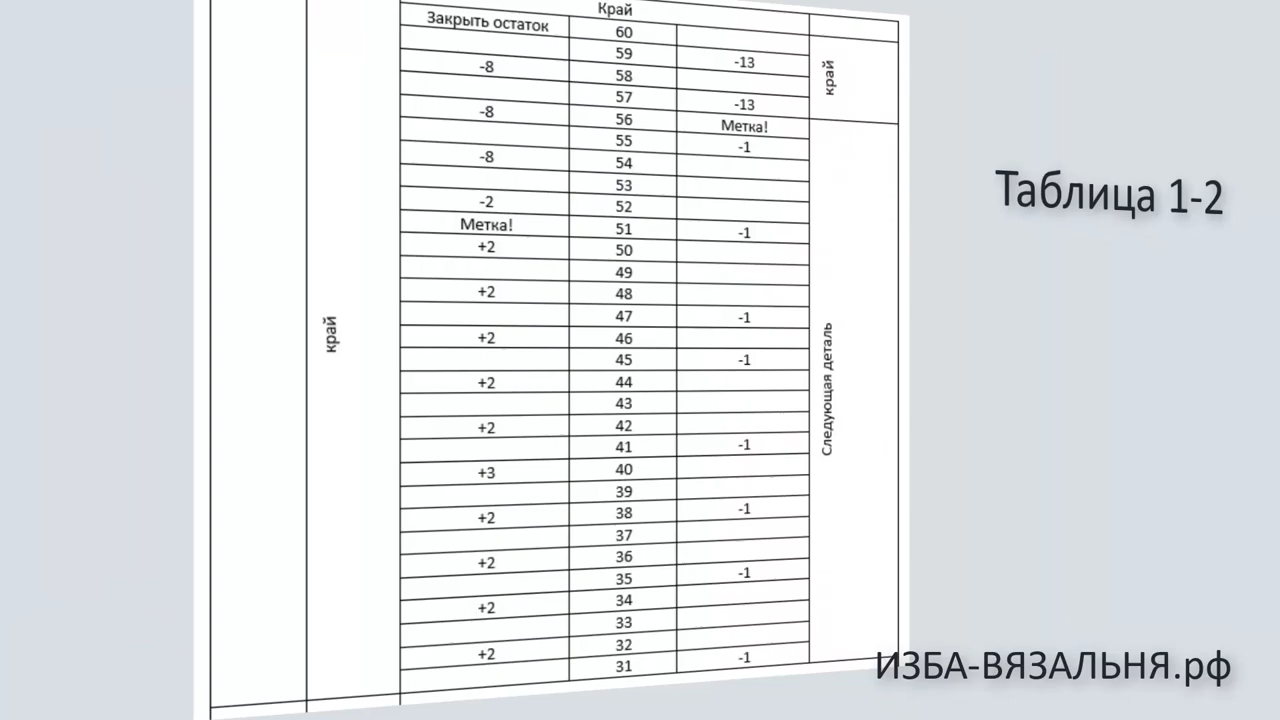 Край
Закрыть остаток 60
59 -13
-8 58
57 -13
-8 56 Метка!
55 -1
-8 54
53
-2 52
Метка! 51 -1
+2 50
49
+2 48
47 -1
+2 46
45 -1
+2 44
43
+2 42
41 -1
+3 40
39
+2 38 -1
37
+2 36
35 -1
+2 34
33
+2 32
31 -1
край
край
Следующая деталь
Таблица 1-2
ИЗБА-ВЯЗАЛЬНЯ.рф